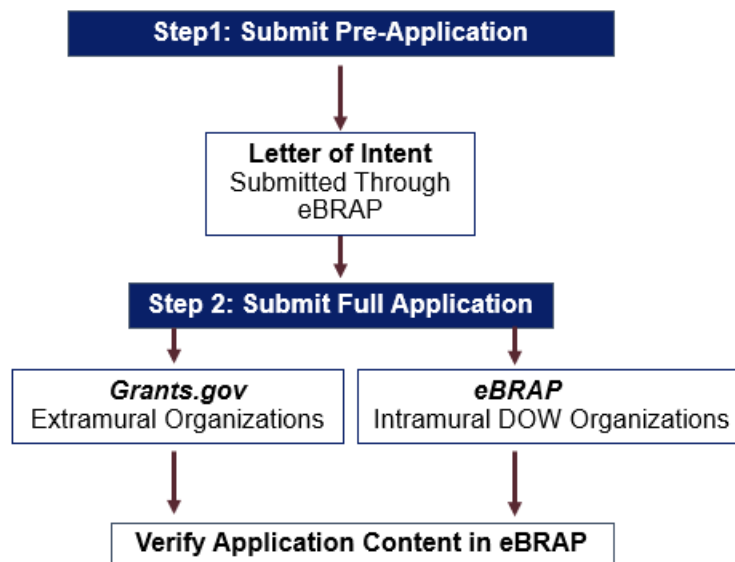 Step1: Submit Pre-Application
Letter of Intent
Submitted Through
eBRAP
Step 2: Submit Full Application
Grants.gov
Extramural Organizations
eBRAP
Intramural DOW Organizations
Verify Application Content in eBRAP